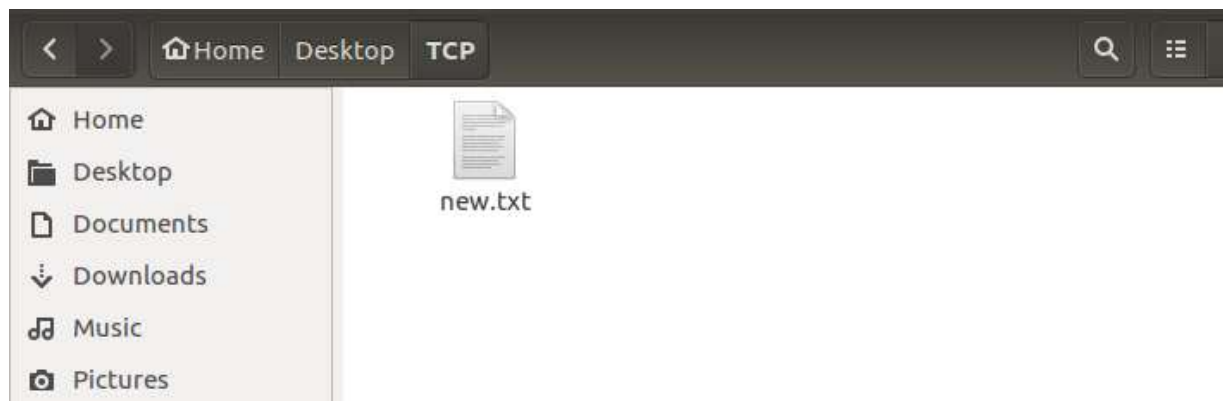 Home Desktop TCP
Home
Desktop
Documents
Downloads
Music
Pictures
new.txt